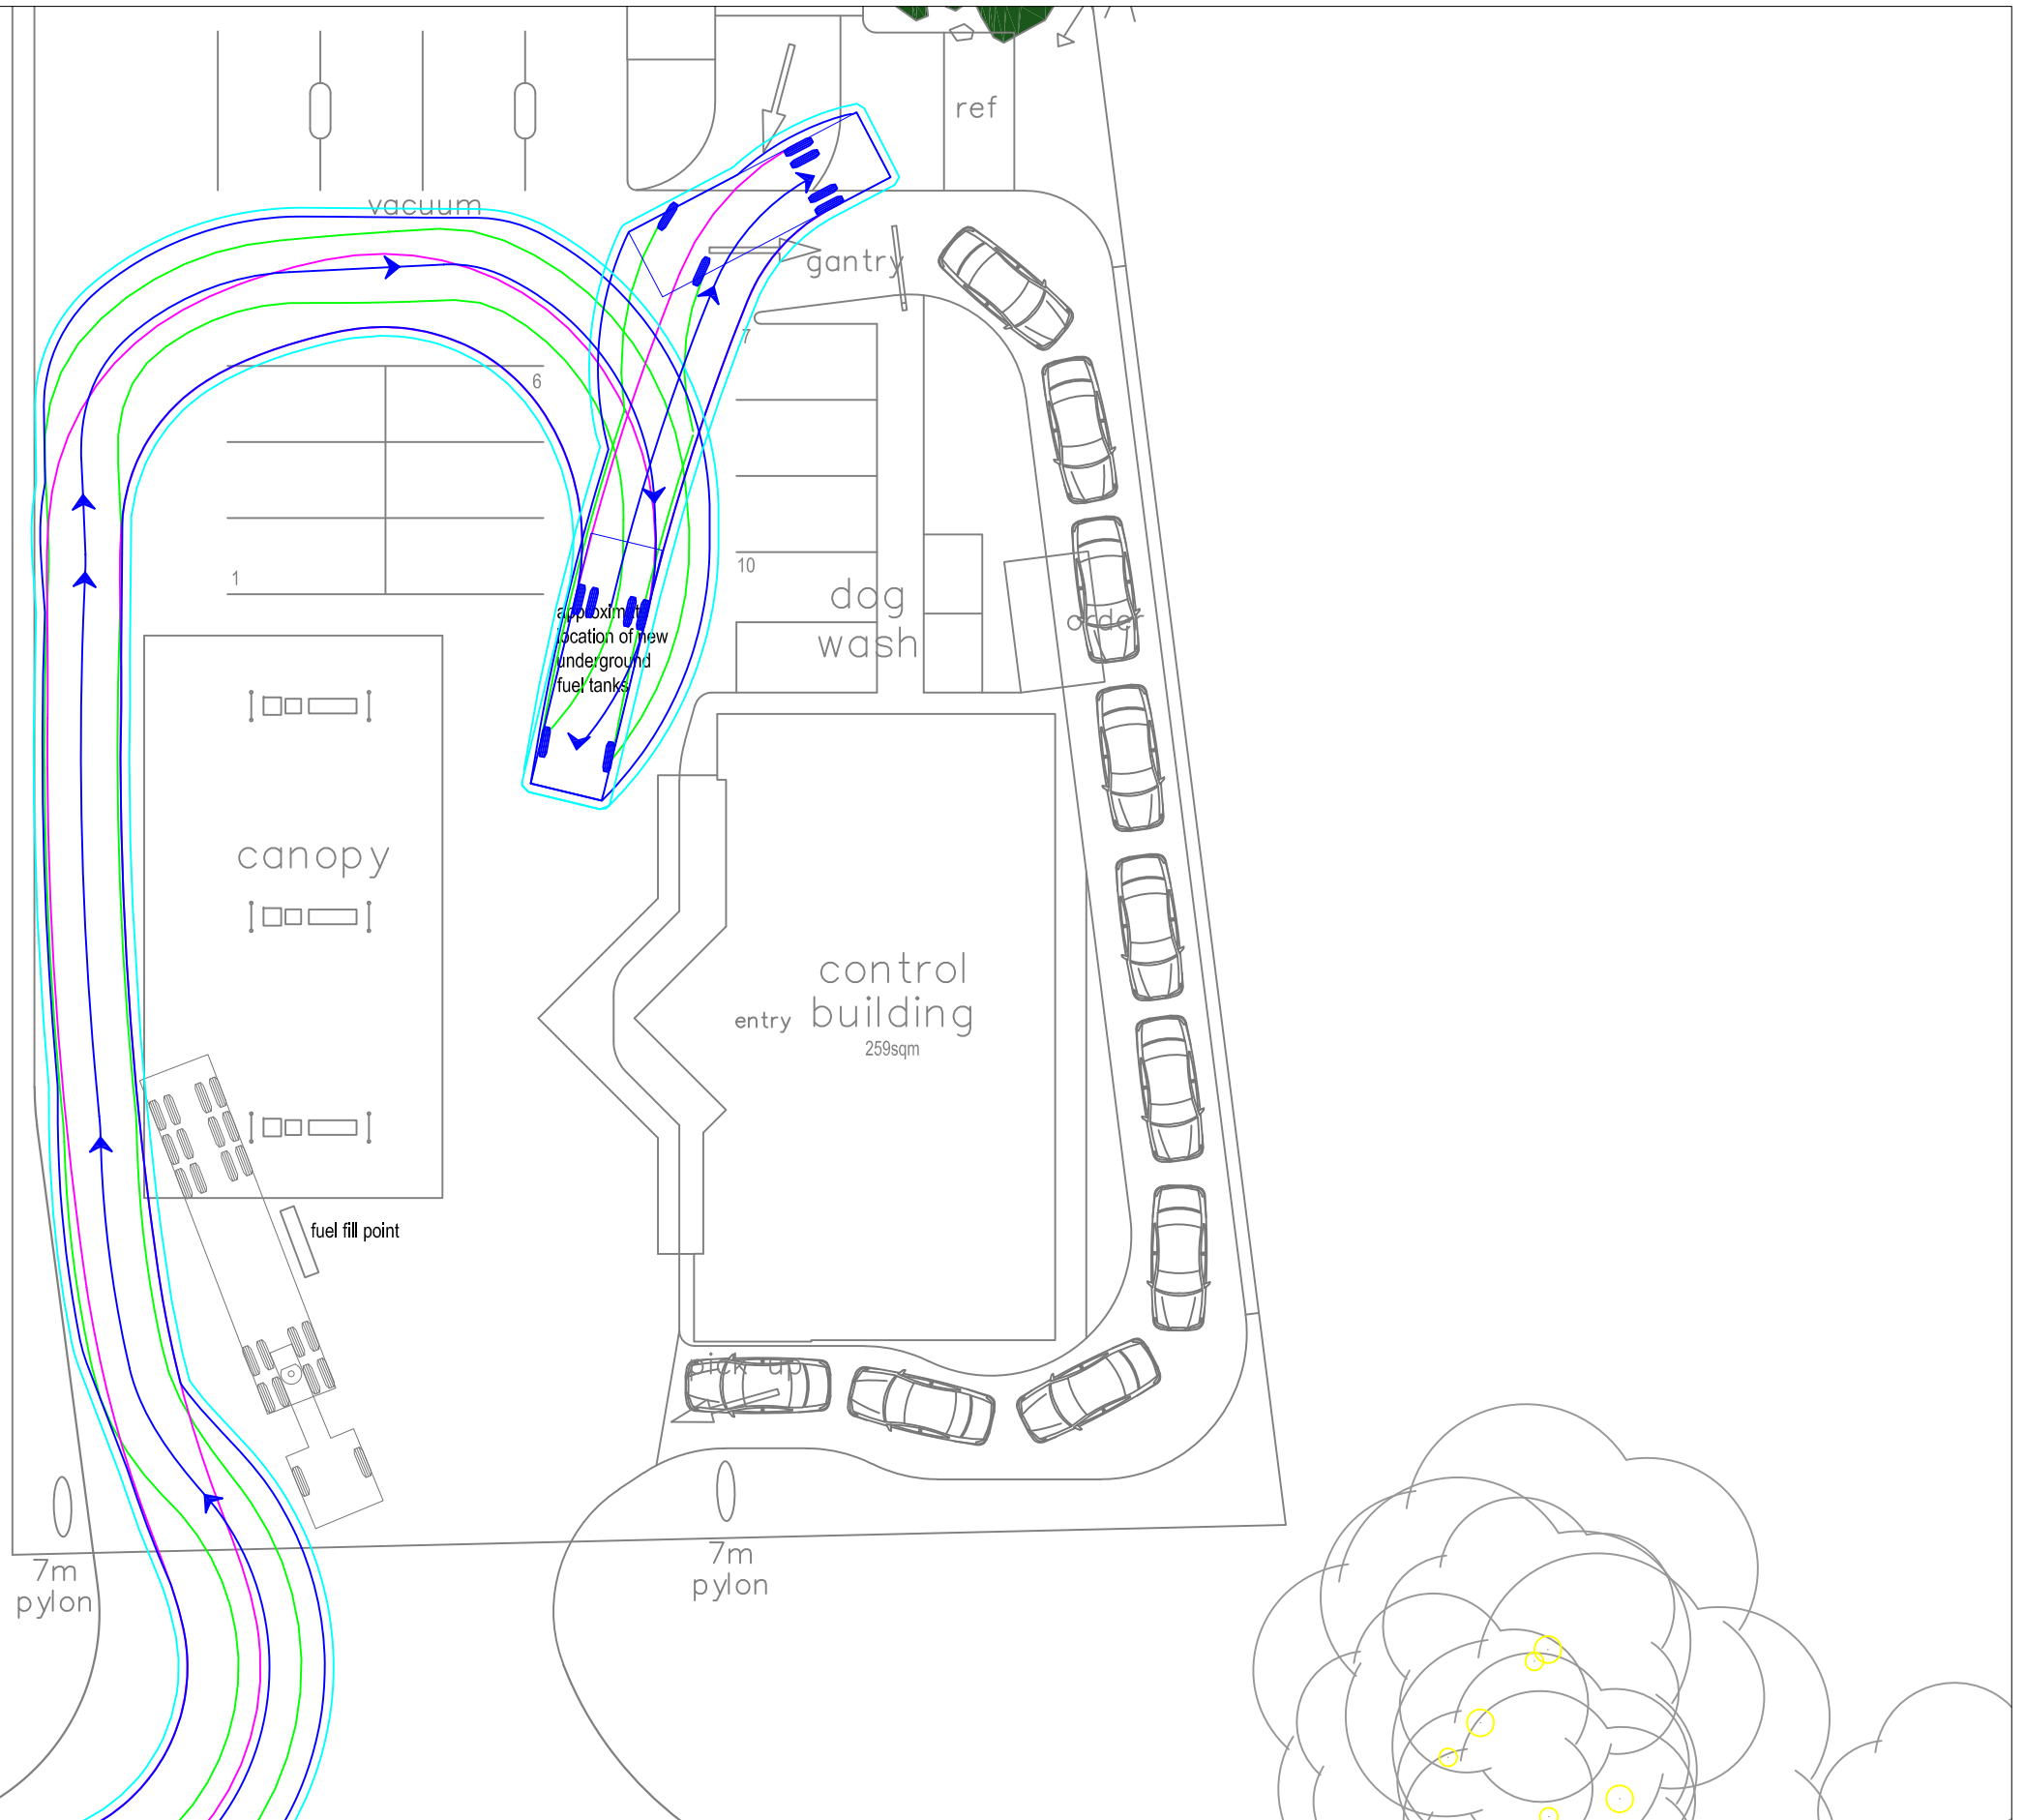 ref
vacuum
gantry
7
6
1
10
dog
wash
order
approximate
location of new
underground
fuel tanks
canopy
control
entry building
259sqm
fuel fill point
pick up
7m
pylon
7m
pylon